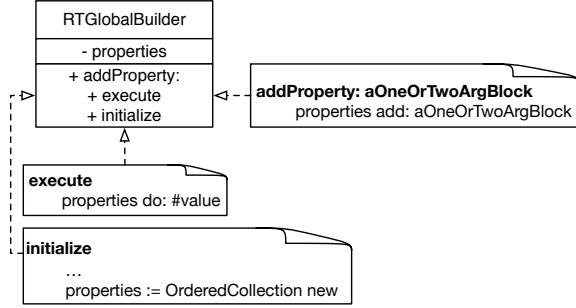 RTGlobalBuilder
- properties
+ addProperty:
+ execute
+ initialize
addProperty: aOneOrTwoArgBlock
properties add: aOneOrTwoArgBlock
execute
properties do: #value
initialize
...
properties := OrderedCollection new